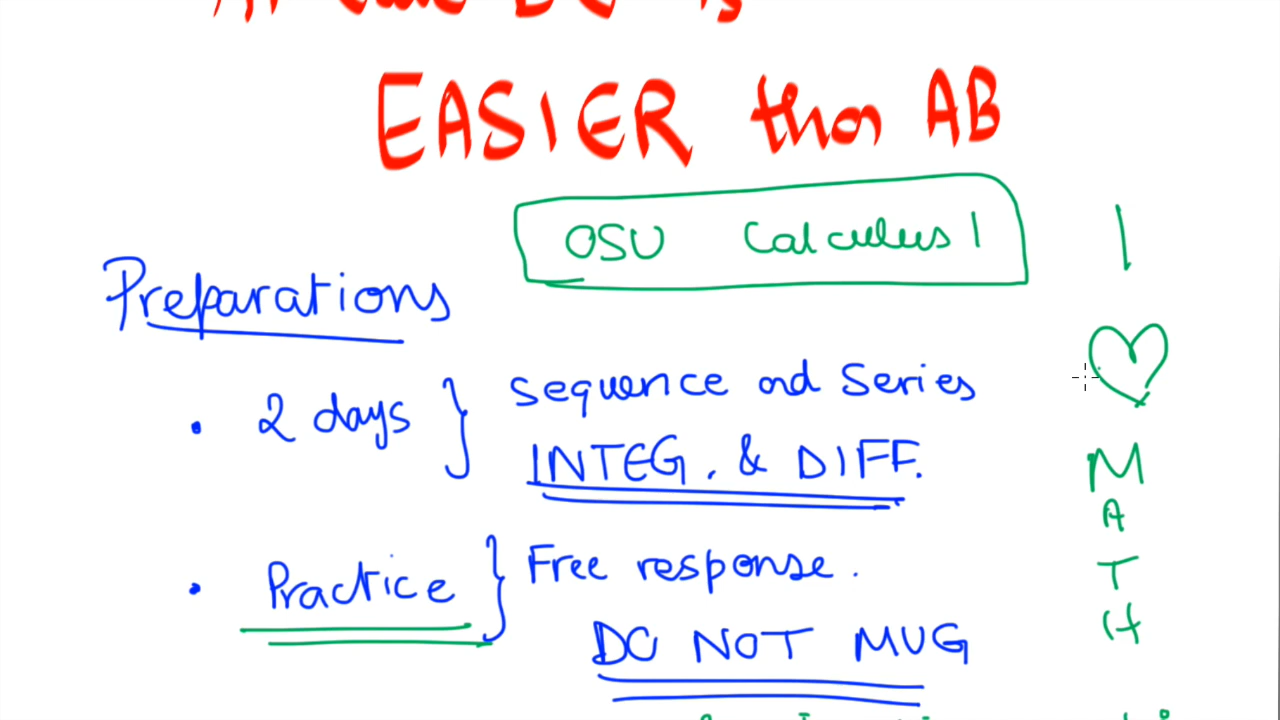 EASIER than AB
OSU Calculus 1
Preparations
• 2 days } Sequence and Series
INTEG. & DIFF.
• Practice } Free response.
DO NOT MUG
I
♡
M
A
T
H